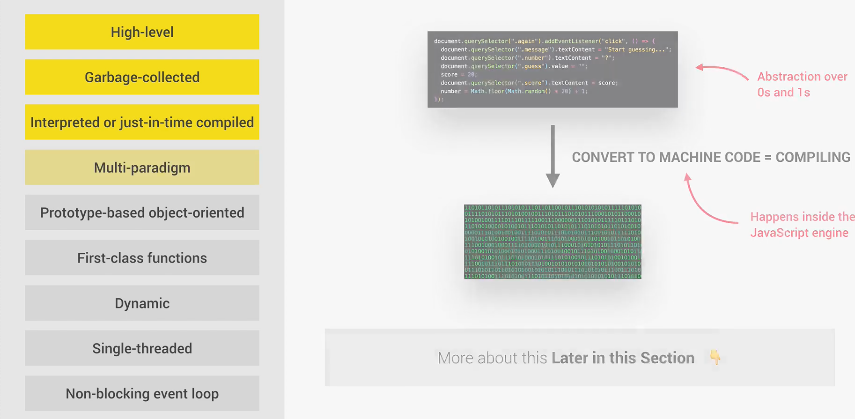 High-level
Garbage-collected
Interpreted or just-in-time compiled
Multi-paradigm
Prototype-based object-oriented
First-class functions
Dynamic
Single-threaded
Non-blocking event loop
document.querySelector(".again").addEventListener("click", () => {
document.querySelector(".message").textContent = "Start guessing...";
document.querySelector(".number").textContent = "?";
document.querySelector(".guess").value = "";
score = 20;
document.querySelector(".score").textContent = score;
number = Math.floor(Math.random() * 20) + 1;
});
Abstraction over
0s and 1s
CONVERT TO MACHINE CODE = COMPILING
Happens inside the
JavaScript engine
More about this Later in this Section 👇